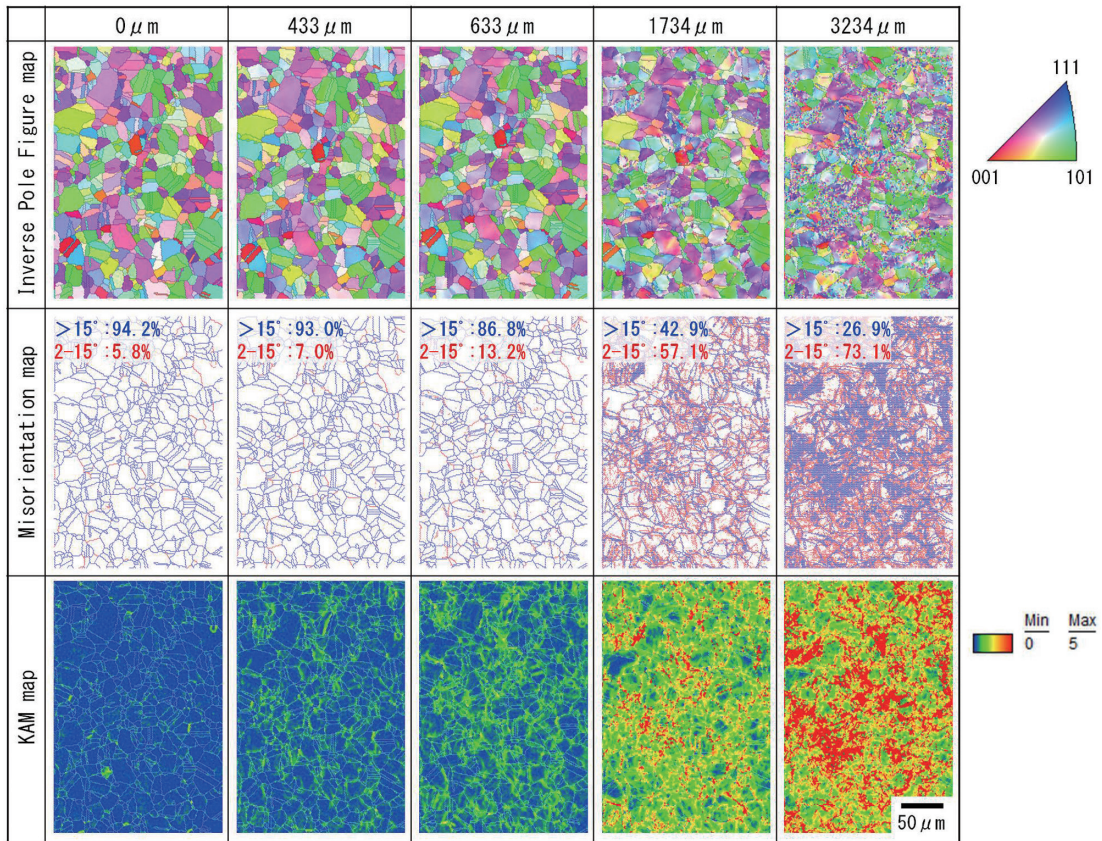 0μm 433μm 633μm 1734μm 3234μm
Inverse Pole Figure map
111
001 101
Misorientation map
>15°:94.2% >15°:93.0% >15°:86.8% >15°:42.9% >15°:26.9%
2-15°:5.8% 2-15°:7.0% 2-15°:13.2% 2-15°:57.1% 2-15°:73.1%
KAM map
Min Max
0 5
50μm